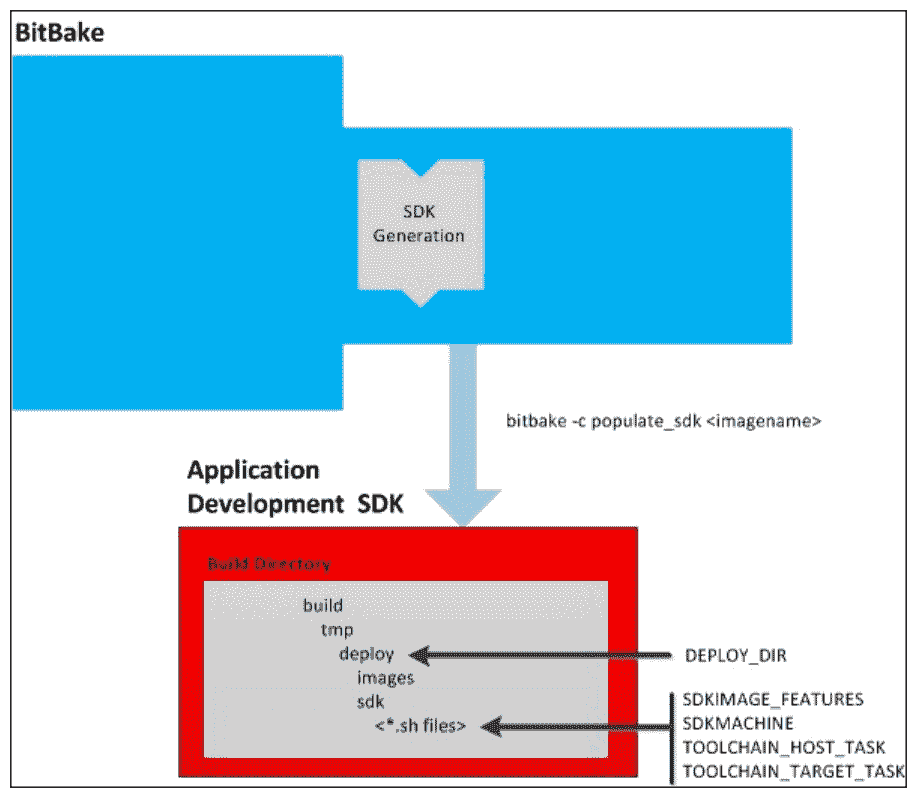 BitBake
SDK
Generation
bitbake -c populate_sdk <imagename>
Application
Development SDK
Build Directory
build
tmp
deploy
images
sdk
<*.sh files>
DEPLOY_DIR
SDKIMAGE_FEATURES
SDKMACHINE
TOOLCHAIN_HOST_TASK
TOOLCHAIN_TARGET_TASK